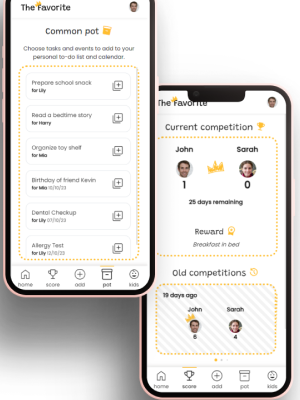 The Favorite
Common pot
Choose tasks and events to add to your
personal to-do list and calendar.
Prepare school snack
for Lily
Read a bedtime story
for Harry
Organize toy shelf
for Mia
Birthday of friend Kevin
for Mia 10/10/23
Dental Checkup
for Lily 07/10/23
Allergy Test
for Lily 13/10/23
home score add pot kids
The Favorite
Current competition
John Sarah
1 0
25 days remaining
Reward
Breakfast in bed
Old competitions
19 days ago
John Sarah
6 4
home score add pot kids